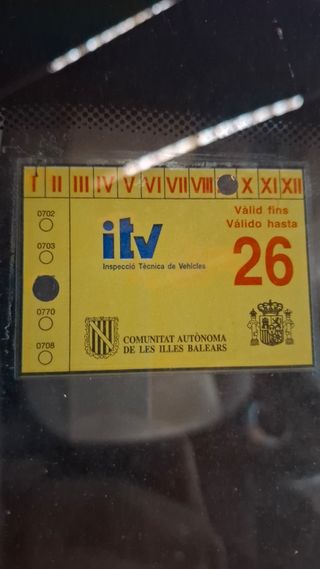 I II III IV V VI VII VIII X XI XII
Vàlid fins
Válido hasta
26
itv
Inspecció Tècnica de Vehicles
0702
0703
0770
0708
COMUNITAT AUTÒNOMA
DE LES ILLES BALEARS